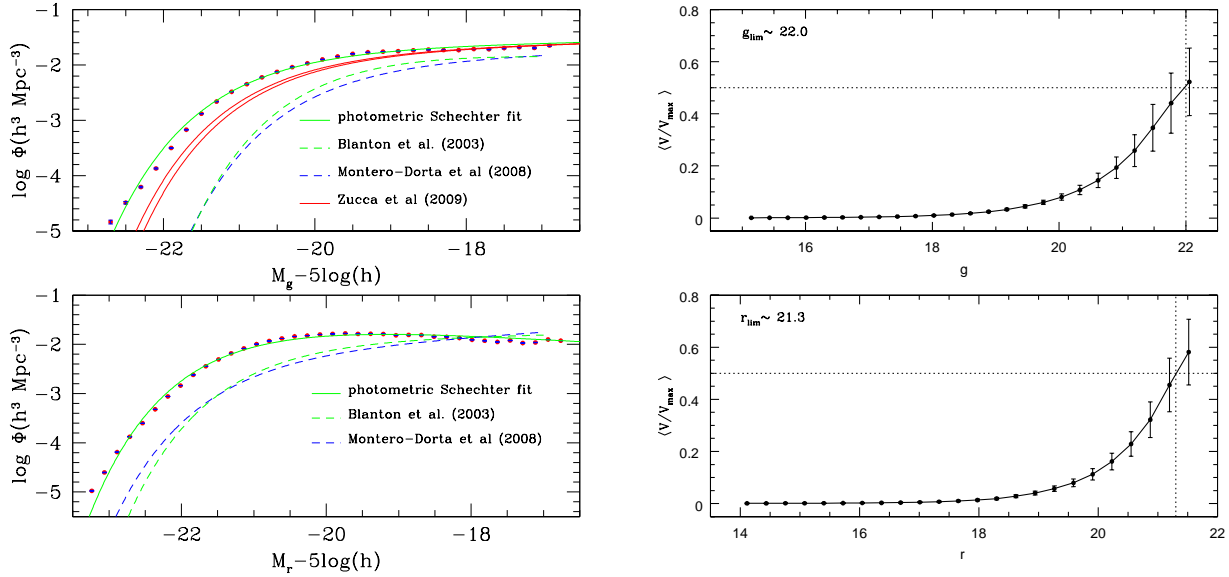 −1
−2
−3
−4
−5
log Φ(h³ Mpc⁻³)
photometric Schechter fit
Blanton et al. (2003)
Montero−Dorta et al (2008)
Zucca et al (2009)
−22
−20
−18
M_g−5log(h)
0.8
0.6
0.4
0.2
0
⟨V/V_max⟩
g_lim~ 22.0
16
18
20
22
g
−1
−2
−3
−4
−5
log Φ(h³ Mpc⁻³)
photometric Schechter fit
Blanton et al. (2003)
Montero−Dorta et al (2008)
−22
−20
−18
M_r−5log(h)
0.8
0.6
0.4
0.2
0
⟨V/V_max⟩
r_lim~ 21.3
14
16
18
20
22
r